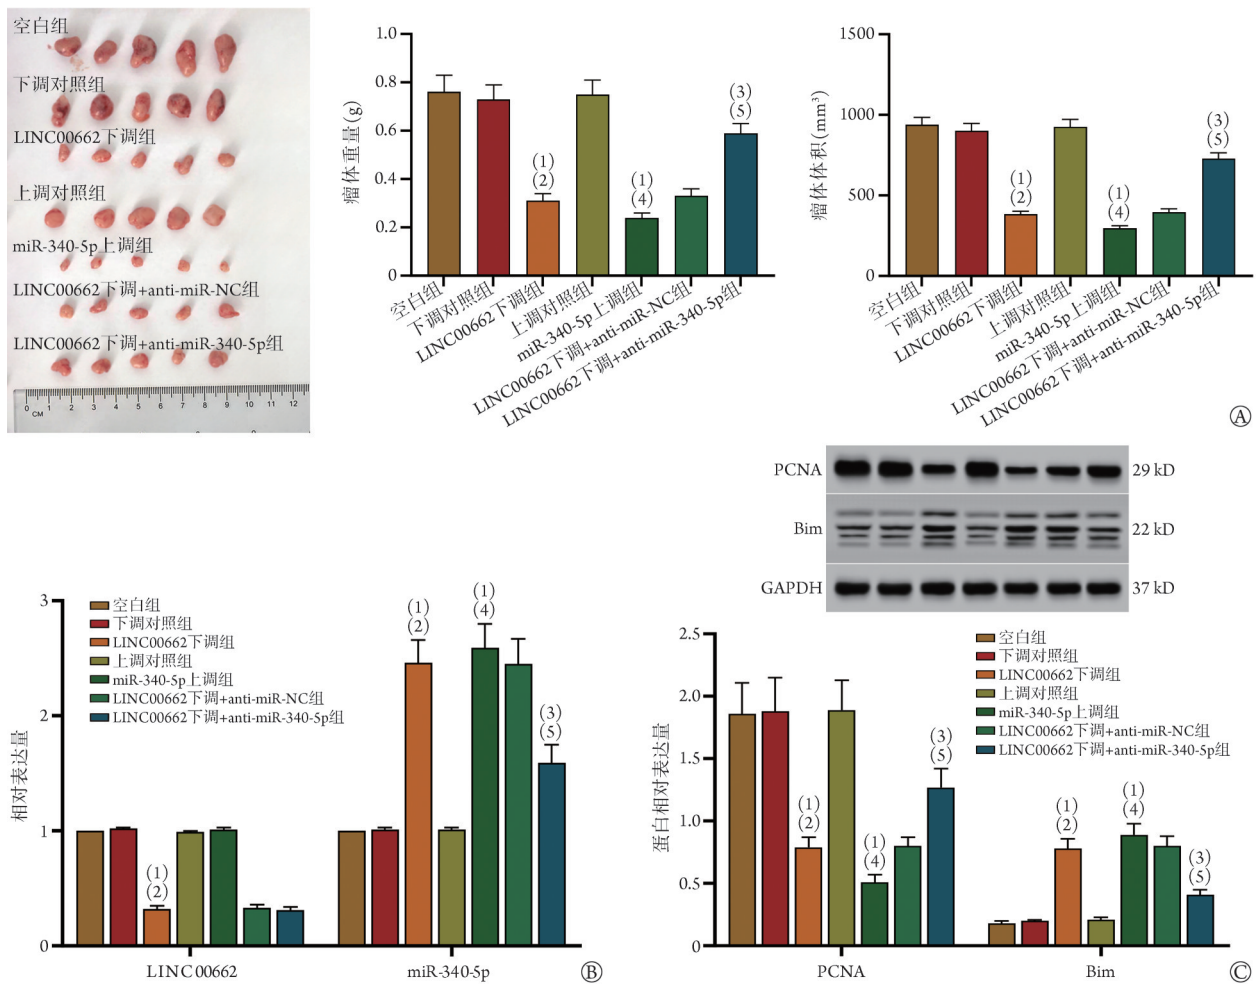 空白组
下调对照组
LINC00662下调组
上调对照组
miR-340-5p上调组
LINC00662下调+anti-miR-NC组
LINC00662下调+anti-miR-340-5p组
0 1 2 3 4 5 6 7 8 9 10 11 12
CM
瘤体重量(g)
1.0
0.8
0.6
0.4
0.2
0
(1)
(2)
(1)
(4)
(3)
(5)
空白组
下调对照组
LINC00662下调组
上调对照组
miR-340-5p上调组
LINC00662下调+anti-miR-NC组
LINC00662下调+anti-miR-340-5p组
瘤体体积(mm³)
1500
1000
500
0
(1)
(2)
(1)
(4)
(3)
(5)
空白组
下调对照组
LINC00662下调组
上调对照组
miR-340-5p上调组
LINC00662下调+anti-miR-NC组
LINC00662下调+anti-miR-340-5p组
Ⓐ
PCNA 29 kD
Bim 22 kD
GAPDH 37 kD
相对表达量
3
2
1
0
空白组
下调对照组
LINC00662下调组
上调对照组
miR-340-5p上调组
LINC00662下调+anti-miR-NC组
LINC00662下调+anti-miR-340-5p组
(1)
(2)
(1)
(2)
(1)
(4)
(3)
(5)
LINC00662 miR-340-5p
Ⓑ
蛋白相对表达量
2.5
2.0
1.5
1.0
0.5
0
空白组
下调对照组
LINC00662下调组
上调对照组
miR-340-5p上调组
LINC00662下调+anti-miR-NC组
LINC00662下调+anti-miR-340-5p组
(1)
(2)
(1)
(4)
(3)
(5)
(1)
(2)
(1)
(4)
(3)
(5)
PCNA Bim
Ⓒ